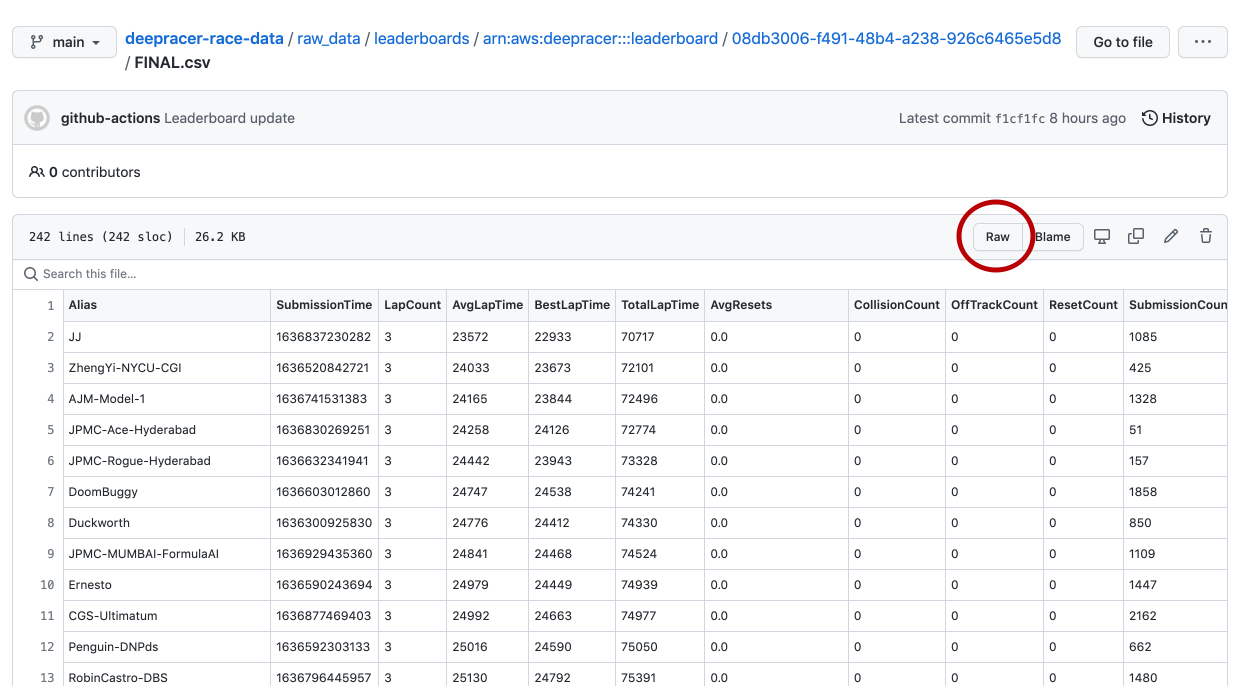 main
deepracer-race-data / raw_data / leaderboards / arn:aws:deepracer:::leaderboard / 08db3006-f491-48b4-a238-926c6465e5d8
/ FINAL.csv
Go to file
···
github-actions Leaderboard update
Latest commit f1cf1fc 8 hours ago
History
0 contributors
242 lines (242 sloc) 26.2 KB
Raw
Blame
Search this file...
1 Alias SubmissionTime LapCount AvgLapTime BestLapTime TotalLapTime AvgResets CollisionCount OffTrackCount ResetCount SubmissionCoun
2 JJ 1636837230282 3 23572 22933 70717 0.0 0 0 0 1085
3 ZhengYi-NYCU-CGI 1636520842721 3 24033 23673 72101 0.0 0 0 0 425
4 AJM-Model-1 1636741531383 3 24165 23844 72496 0.0 0 0 0 1328
5 JPMC-Ace-Hyderabad 1636830269251 3 24258 24126 72774 0.0 0 0 0 51
6 JPMC-Rogue-Hyderabad 1636632341941 3 24442 23943 73328 0.0 0 0 0 157
7 DoomBuggy 1636603012860 3 24747 24538 74241 0.0 0 0 0 1858
8 Duckworth 1636300925830 3 24776 24412 74330 0.0 0 0 0 850
9 JPMC-MUMBAI-FormulaAI 1636929435360 3 24841 24468 74524 0.0 0 0 0 1109
10 Ernesto 1636590243694 3 24979 24449 74939 0.0 0 0 0 1447
11 CGS-Ultimatum 1636877469403 3 24992 24663 74977 0.0 0 0 0 2162
12 Penguin-DNPds 1636592303133 3 25016 24590 75050 0.0 0 0 0 662
13 RobinCastro-DBS 1636796445957 3 25130 24792 75391 0.0 0 0 0 1480